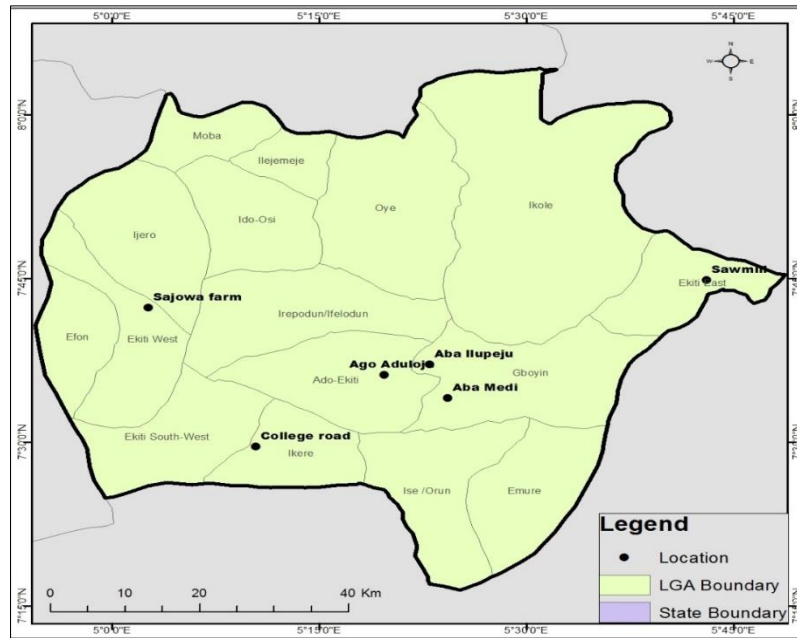 5°0'0"E 5°15'0"E 5°30'0"E 5°45'0"E
N
W E
S
8°0'0"N
Moba
Ilejemeje
Oye
Ikole
Ido-Osi
Ijero
7°45'0"N
Sawmill
Ekiti East
Sajowa farm
Irepodun/Ifelodun
Efon
Ekiti West
Aba Ilupeju
Ago Aduloju
Gboyin
Ado-Ekiti
Aba Medi
7°30'0"N
Ekiti South-West
College road
Ikere
Ise /Orun
Emure
Legend
Location
LGA Boundary
State Boundary
0 10 20 40 Km
7°15'0"N
5°0'0"E 5°15'0"E 5°30'0"E 5°45'0"E